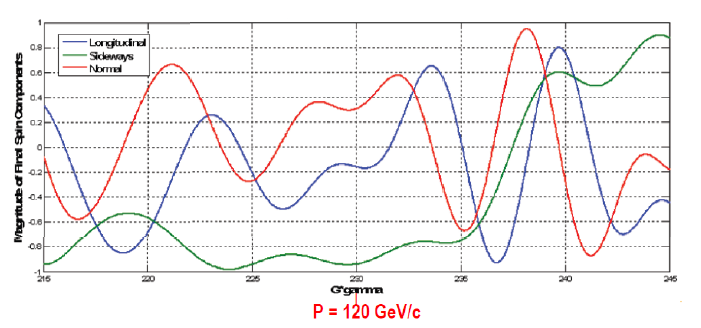 1
0.8
0.6
0.4
0.2
0
-0.2
-0.4
-0.6
-0.8
-1
Magnitude of Final Spin Components
Longitudinal
Sideways
Normal
215 220 225 230 235 240 245
G*gamma
P = 120 GeV/c